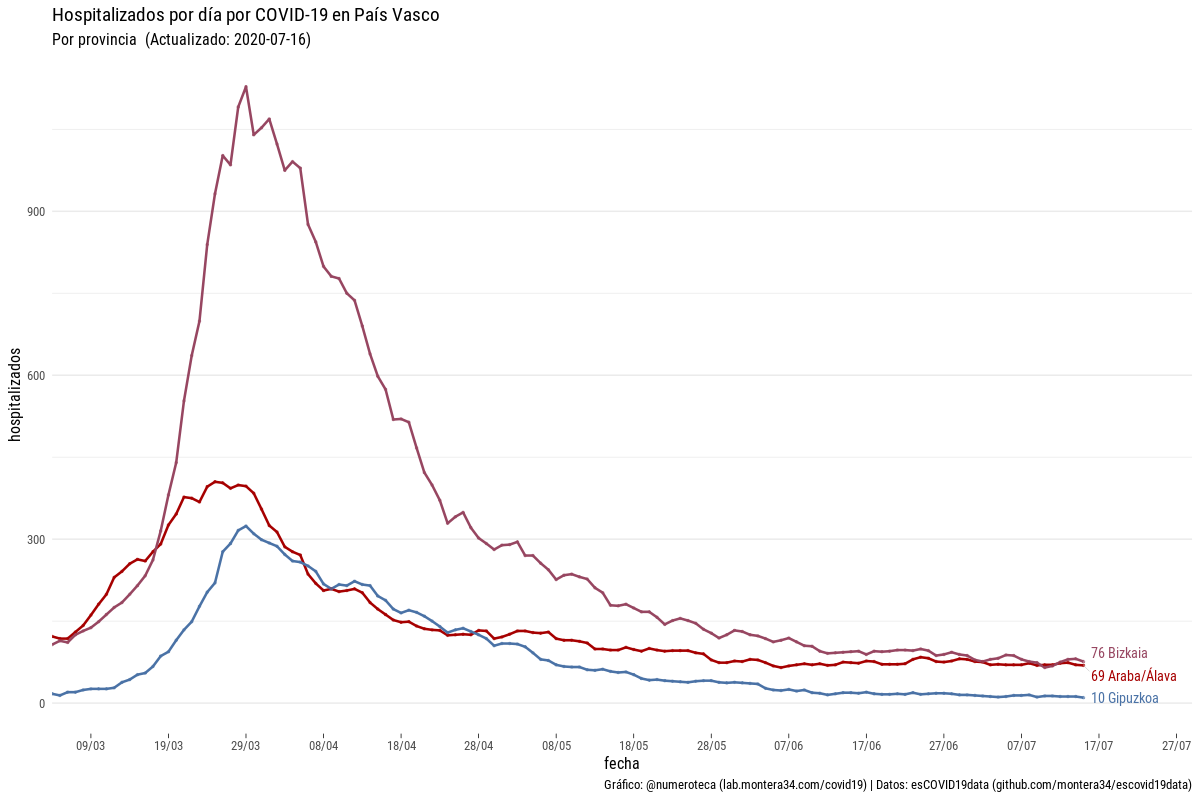 Hospitalizados por día por COVID-19 en País Vasco
Por provincia (Actualizado: 2020-07-16)
hospitalizados
900
600
300
0
76 Bizkaia
69 Araba/Álava
10 Gipuzkoa
09/03 19/03 29/03 08/04 18/04 28/04 08/05 18/05 28/05 07/06 17/06 27/06 07/07 17/07 27/07
fecha
Gráfico: @numeroteca (lab.montera34.com/covid19) | Datos: esCOVID19data (github.com/montera34/escovid19data)